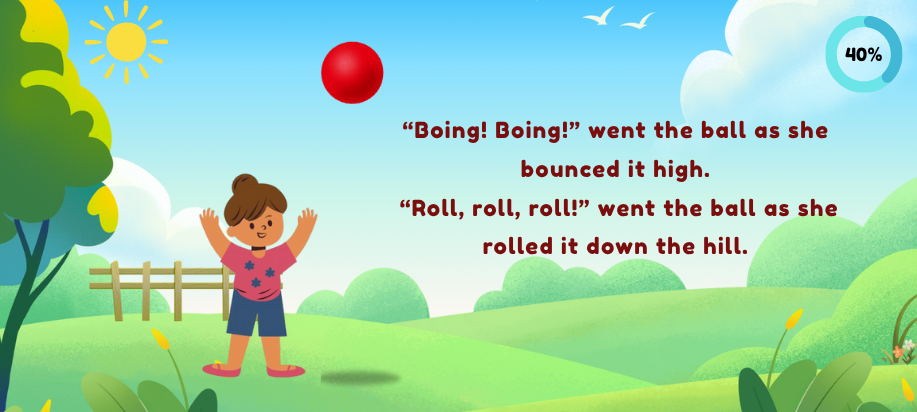 40%
“Boing! Boing!” went the ball as she
bounced it high.
“Roll, roll, roll!” went the ball as she
rolled it down the hill.